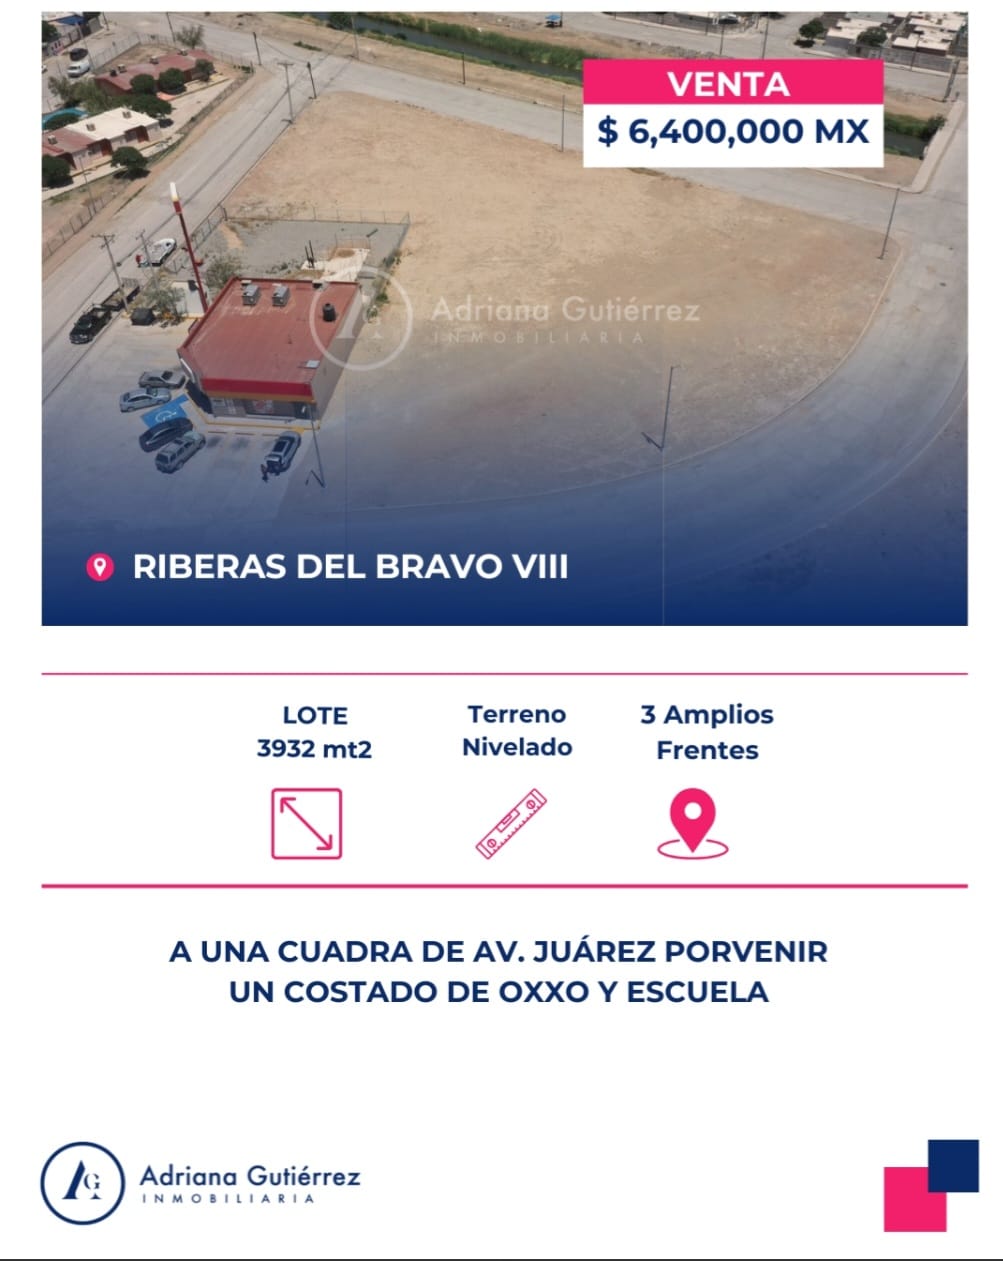 VENTA
$ 6,400,000 MX
Adriana Gutiérrez
INMOBILIARIA
RIBERAS DEL BRAVO VIII
LOTE
3932 mt2
Terreno
Nivelado
3 Amplios
Frentes
A UNA CUADRA DE AV. JUÁREZ PORVENIR
UN COSTADO DE OXXO Y ESCUELA
AG
Adriana Gutiérrez
INMOBILIARIA